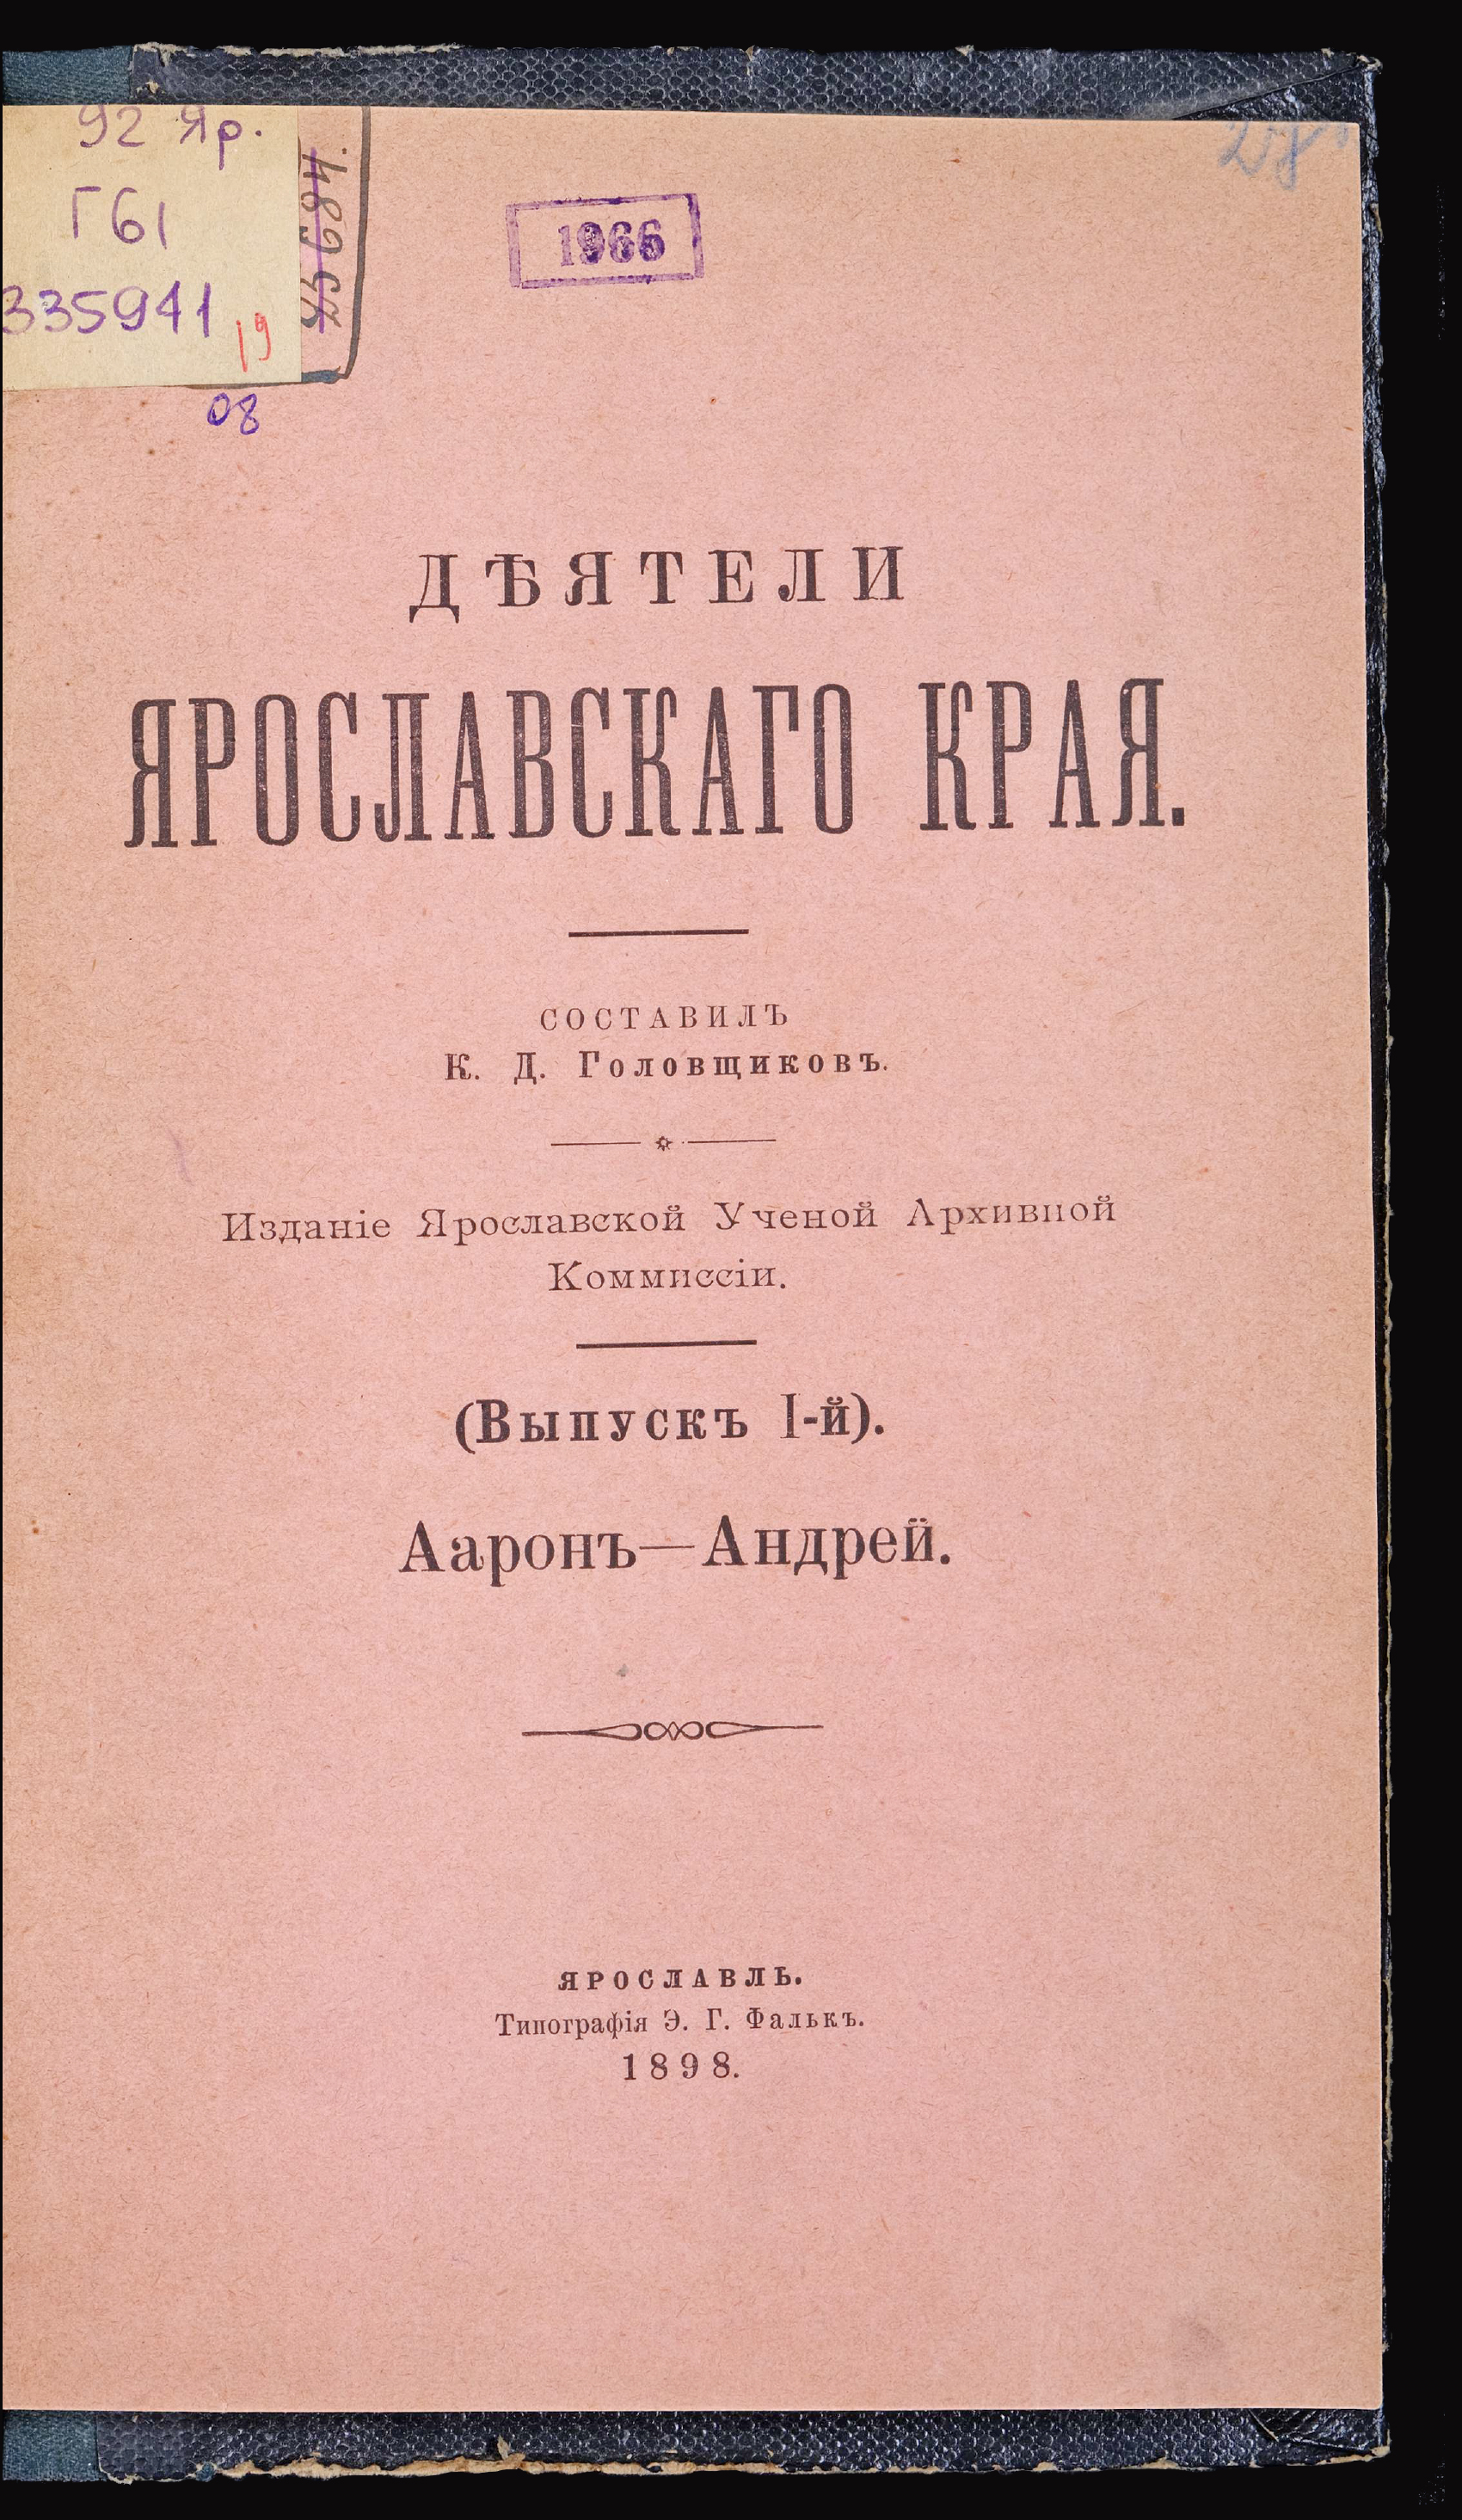 92 Яр.
Г61
335941
19
08
1966
28
ДѢЯТЕЛИ
ЯРОСЛАВСКАГО КРАЯ.
СОСТАВИЛЪ
К. Д. Головщиковъ.
Изданіе Ярославской Ученой Архивной
Коммиссіи.
(Выпускъ I-й).
Ааронъ—Андрей.
ЯРОСЛАВЛЬ.
Типографія Э. Г. Фалькъ.
1898.